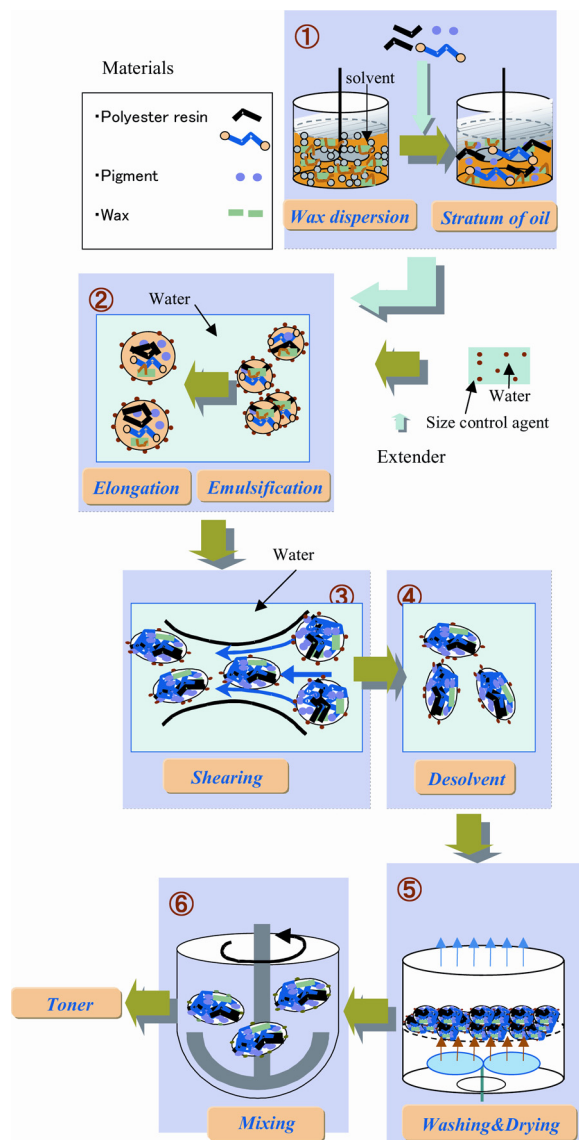 ①
Materials
solvent
・Polyester resin
・Pigment
・Wax
Wax dispersion
Stratum of oil
②
Water
Water
Size control agent
Extender
Elongation
Emulsification
Water
③
④
Shearing
Desolvent
⑤
⑥
Toner
Mixing
Washing&Drying